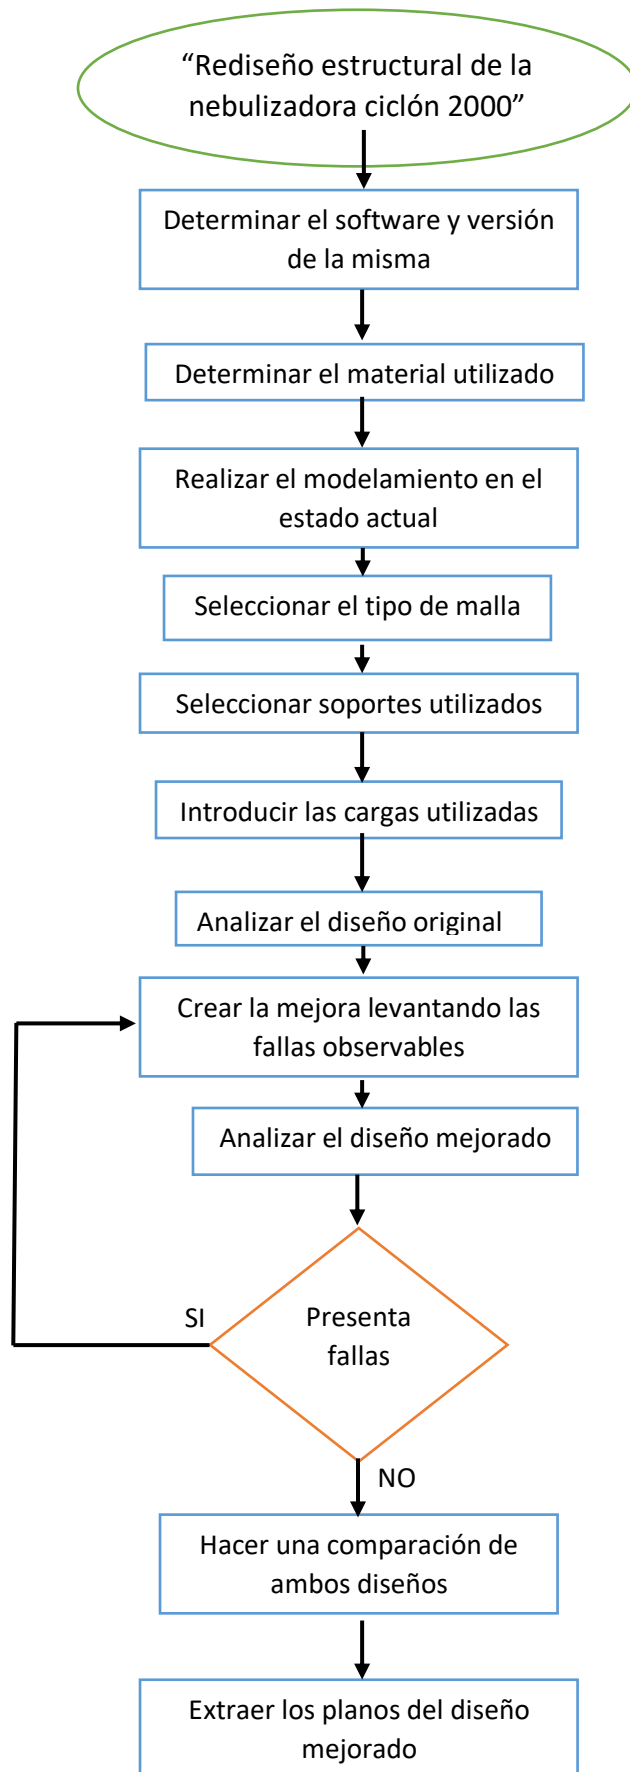 “Rediseño estructural de la
nebulizadora ciclón 2000”
Determinar el software y versión
de la misma
Determinar el material utilizado
Realizar el modelamiento en el
estado actual
Seleccionar el tipo de malla
Seleccionar soportes utilizados
Introducir las cargas utilizadas
Analizar el diseño original
Crear la mejora levantando las
fallas observables
Analizar el diseño mejorado
SI
Presenta
fallas
NO
Hacer una comparación de
ambos diseños
Extraer los planos del diseño
mejorado